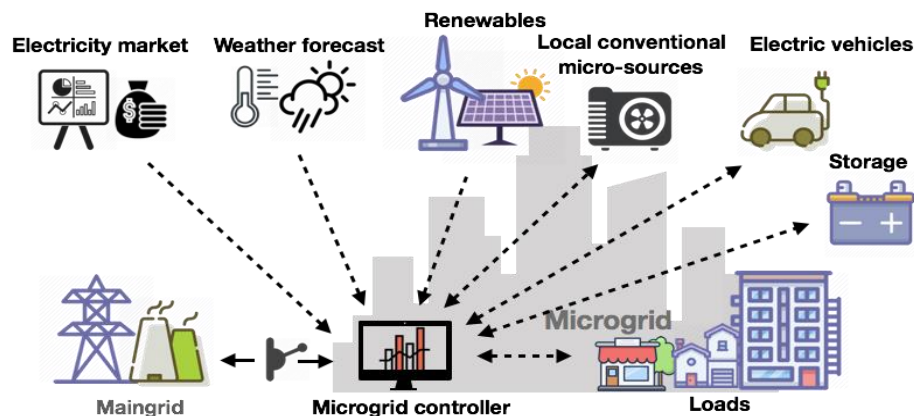 Renewables
Electricity market
Weather forecast
Local conventional
micro-sources
Electric vehicles
$
Storage
Microgrid
Maingrid
Microgrid controller
Loads